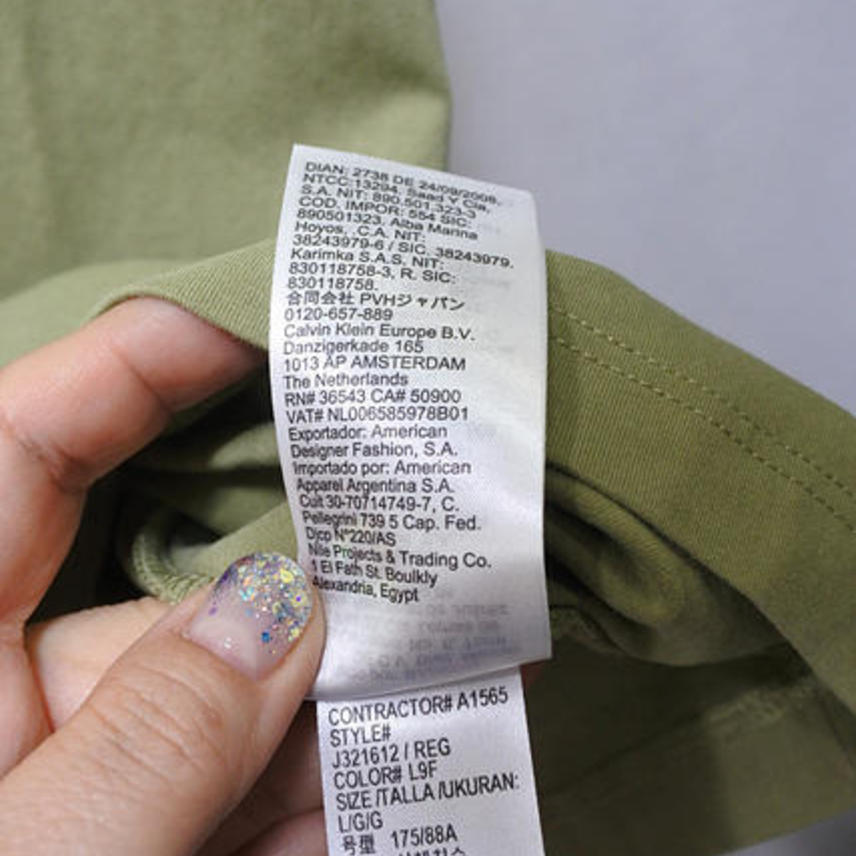 DIAN: 2738 DE 24/09/2009.
NTCC:13294. Saad Y Cia.
S.A. NIT: 890.501.323-3
COD. IMPOR: 554 SIC:
890501323. Alba Marina
Hoyos, .C.A. NIT:
38243979-6 / SIC. 38243979.
Karimka S.A.S. NIT:
830118758-3, R. SIC:
830118758.
合同会社 PVHジャパン
0120-657-889
Calvin Klein Europe B.V.
Danzigerkade 165
1013 AP AMSTERDAM
The Netherlands
RN# 36543 CA# 50900
VAT# NL006585978B01
Exportador: American
Designer Fashion, S.A.
Importado por: American
Apparel Argentina S.A.
Cuit 30-70714749-7, C.
Pellegrini 739 5 Cap. Fed.
Djcp N°220/AS
Nile Projects & Trading Co.
1 El Fath St. Boulkly
Alexandria, Egypt
CONTRACTOR# A1565
STYLE#
J321612 / REG
COLOR# L9F
SIZE /TALLA /UKURAN:
L/G/G
号型 175/88A